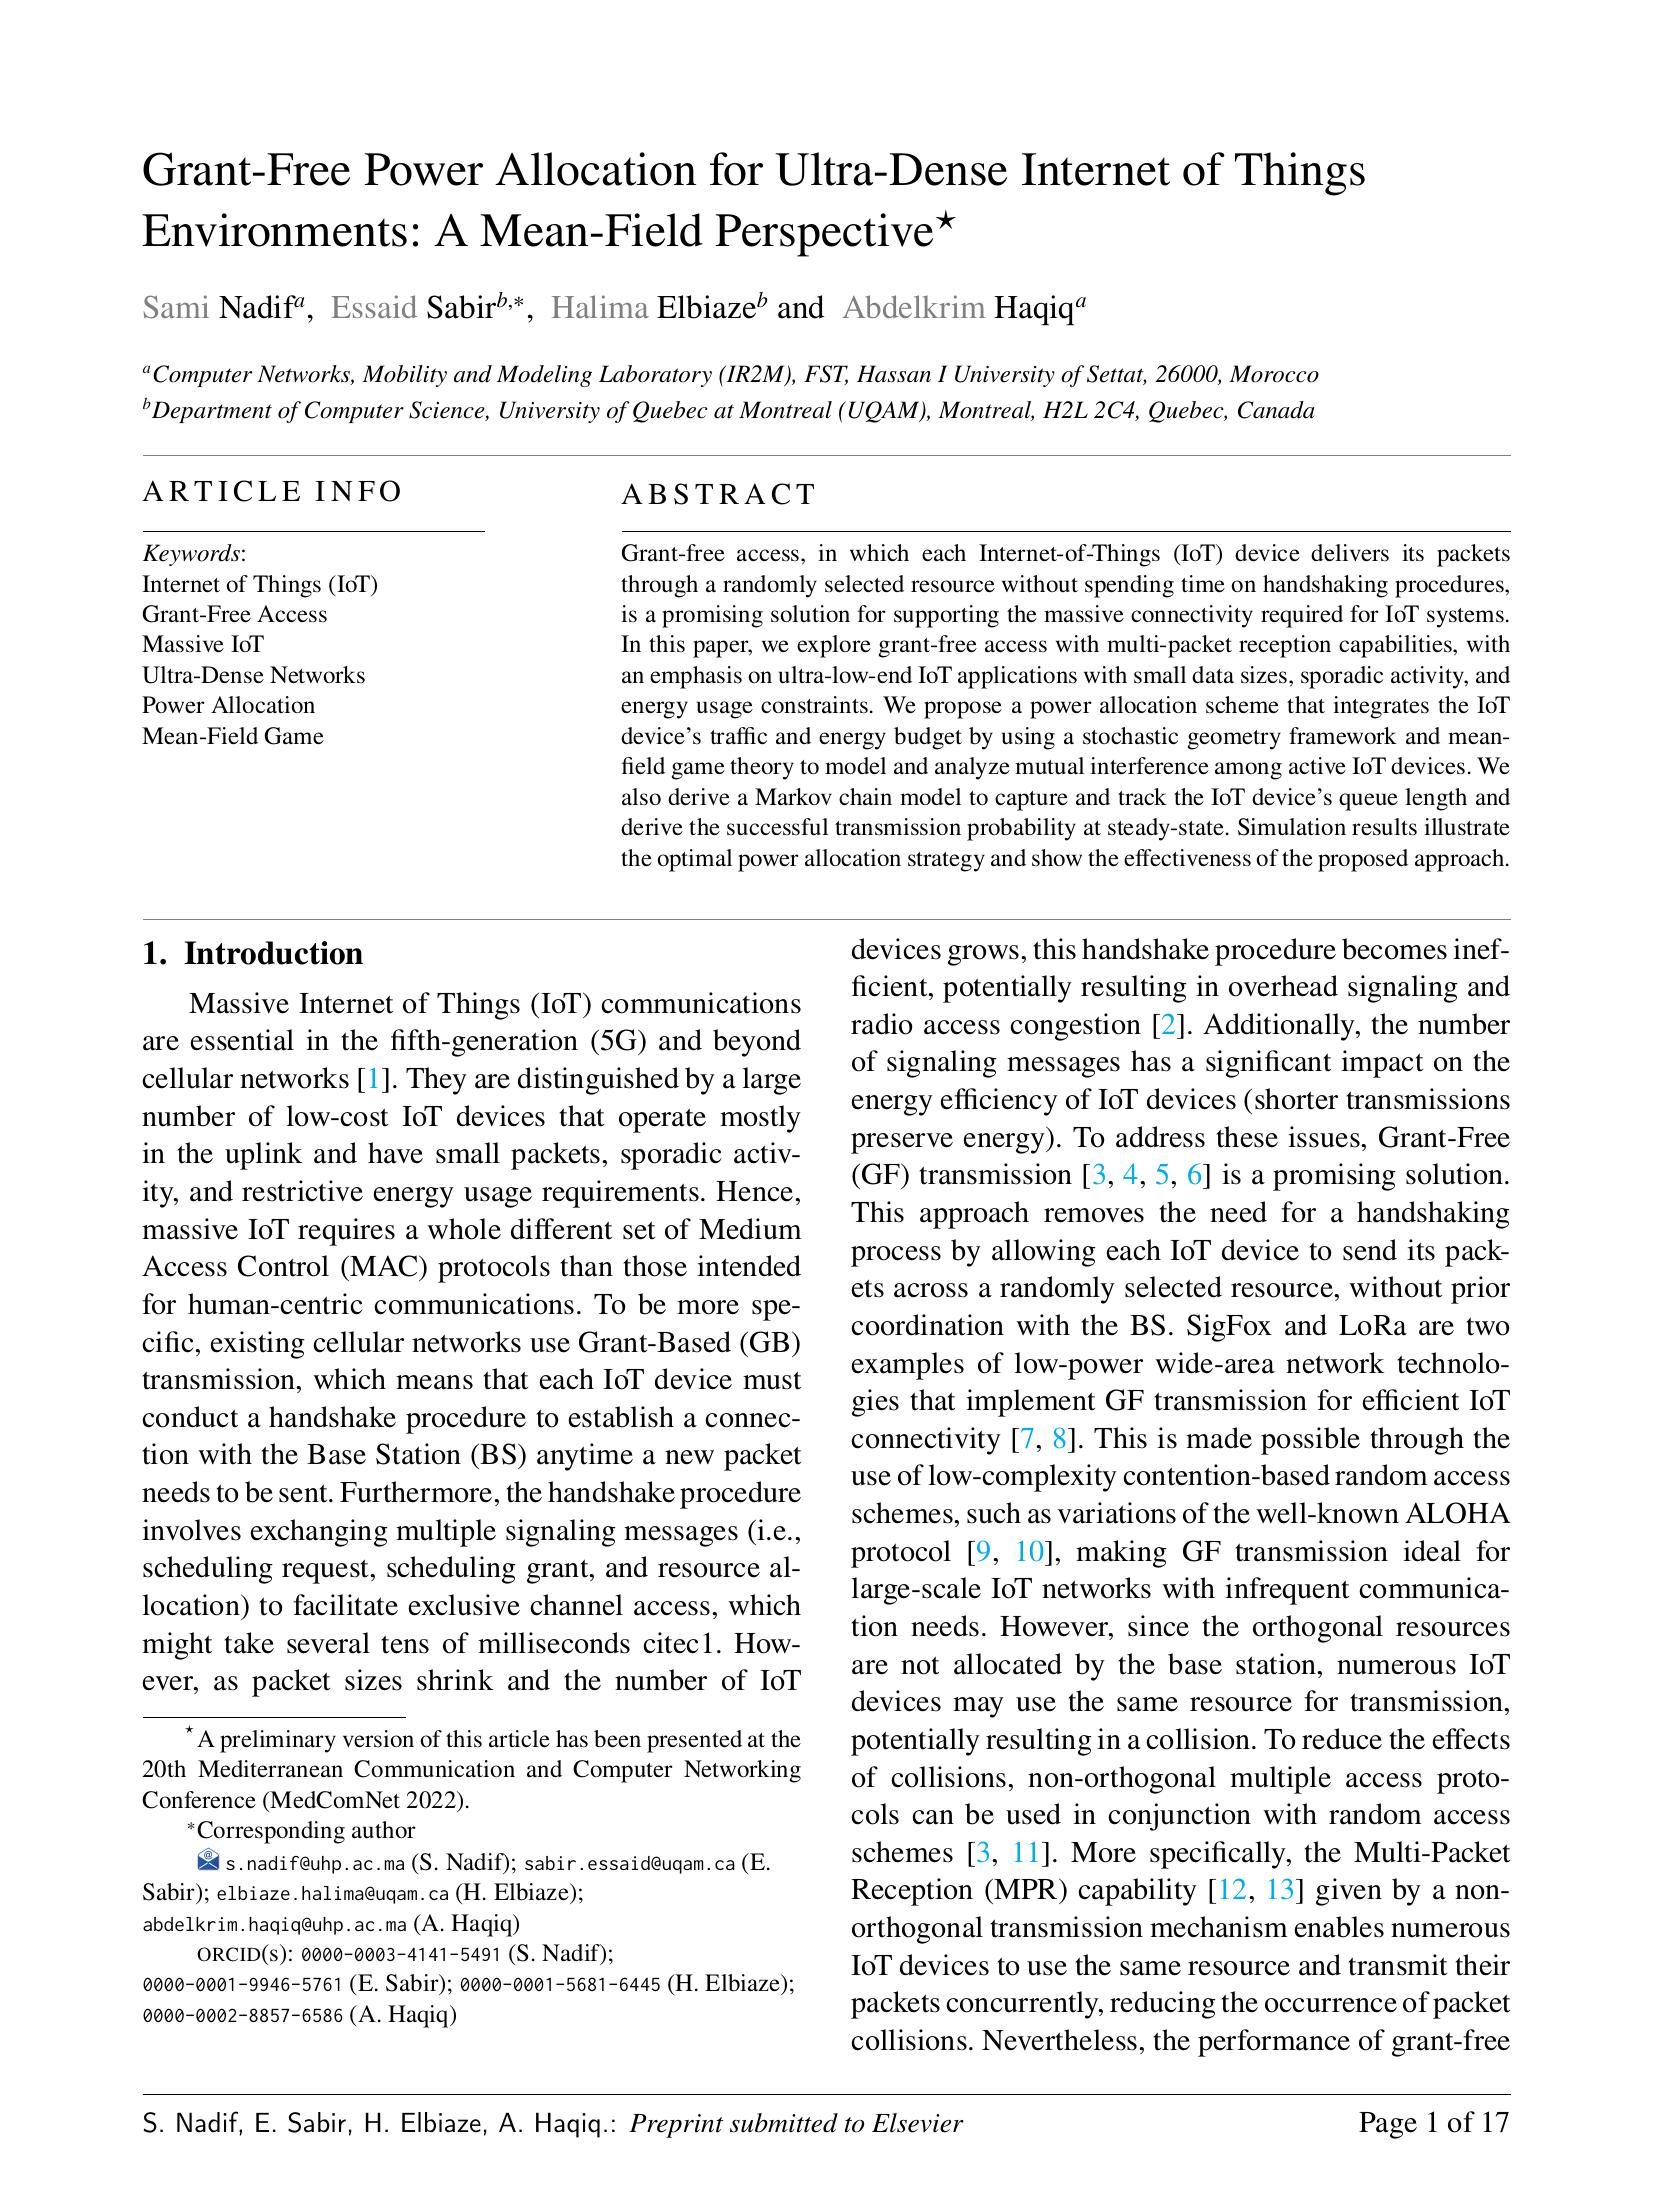 Grant-Free Power Allocation for Ultra-Dense Internet of Things
Environments: A Mean-Field Perspective⋆
Sami Nadifᵃ, Essaid Sabirᵇ,∗, Halima Elbiazeᵇ and Abdelkrim Haqiqᵃ
ᵃComputer Networks, Mobility and Modeling Laboratory (IR2M), FST, Hassan I University of Settat, 26000, Morocco
ᵇDepartment of Computer Science, University of Quebec at Montreal (UQAM), Montreal, H2L 2C4, Quebec, Canada
ARTICLE INFO
Keywords:
Internet of Things (IoT)
Grant-Free Access
Massive IoT
Ultra-Dense Networks
Power Allocation
Mean-Field Game
ABSTRACT
Grant-free access, in which each Internet-of-Things (IoT) device delivers its packets
through a randomly selected resource without spending time on handshaking procedures,
is a promising solution for supporting the massive connectivity required for IoT systems.
In this paper, we explore grant-free access with multi-packet reception capabilities, with
an emphasis on ultra-low-end IoT applications with small data sizes, sporadic activity, and
energy usage constraints. We propose a power allocation scheme that integrates the IoT
device's traffic and energy budget by using a stochastic geometry framework and mean-
field game theory to model and analyze mutual interference among active IoT devices. We
also derive a Markov chain model to capture and track the IoT device's queue length and
derive the successful transmission probability at steady-state. Simulation results illustrate
the optimal power allocation strategy and show the effectiveness of the proposed approach.
1. Introduction
Massive Internet of Things (IoT) communications
are essential in the fifth-generation (5G) and beyond
cellular networks [1]. They are distinguished by a large
number of low-cost IoT devices that operate mostly
in the uplink and have small packets, sporadic activ-
ity, and restrictive energy usage requirements. Hence,
massive IoT requires a whole different set of Medium
Access Control (MAC) protocols than those intended
for human-centric communications. To be more spe-
cific, existing cellular networks use Grant-Based (GB)
transmission, which means that each IoT device must
conduct a handshake procedure to establish a connec-
tion with the Base Station (BS) anytime a new packet
needs to be sent. Furthermore, the handshake procedure
involves exchanging multiple signaling messages (i.e.,
scheduling request, scheduling grant, and resource al-
location) to facilitate exclusive channel access, which
might take several tens of milliseconds citec1. How-
ever, as packet sizes shrink and the number of IoT
⋆A preliminary version of this article has been presented at the
20th Mediterranean Communication and Computer Networking
Conference (MedComNet 2022).
∗Corresponding author
s.nadif@uhp.ac.ma (S. Nadif); sabir.essaid@uqam.ca (E.
Sabir); elbiaze.halima@uqam.ca (H. Elbiaze);
abdelkrim.haqiq@uhp.ac.ma (A. Haqiq)
ORCID(s): 0000-0003-4141-5491 (S. Nadif);
0000-0001-9946-5761 (E. Sabir); 0000-0001-5681-6445 (H. Elbiaze);
0000-0002-8857-6586 (A. Haqiq)
devices grows, this handshake procedure becomes inef-
ficient, potentially resulting in overhead signaling and
radio access congestion [2]. Additionally, the number
of signaling messages has a significant impact on the
energy efficiency of IoT devices (shorter transmissions
preserve energy). To address these issues, Grant-Free
(GF) transmission [3, 4, 5, 6] is a promising solution.
This approach removes the need for a handshaking
process by allowing each IoT device to send its pack-
ets across a randomly selected resource, without prior
coordination with the BS. SigFox and LoRa are two
examples of low-power wide-area network technolo-
gies that implement GF transmission for efficient IoT
connectivity [7, 8]. This is made possible through the
use of low-complexity contention-based random access
schemes, such as variations of the well-known ALOHA
protocol [9, 10], making GF transmission ideal for
large-scale IoT networks with infrequent communica-
tion needs. However, since the orthogonal resources
are not allocated by the base station, numerous IoT
devices may use the same resource for transmission,
potentially resulting in a collision. To reduce the effects
of collisions, non-orthogonal multiple access proto-
cols can be used in conjunction with random access
schemes [3, 11]. More specifically, the Multi-Packet
Reception (MPR) capability [12, 13] given by a non-
orthogonal transmission mechanism enables numerous
IoT devices to use the same resource and transmit their
packets concurrently, reducing the occurrence of packet
collisions. Nevertheless, the performance of grant-free
S. Nadif, E. Sabir, H. Elbiaze, A. Haqiq.: Preprint submitted to Elsevier
Page 1 of 17